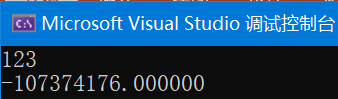 Microsoft Visual Studio 调试控制台
123
-107374176.000000